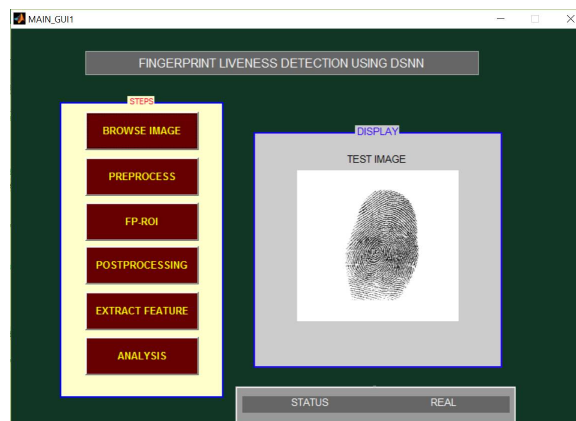 MAIN_GUI1
FINGERPRINT LIVENESS DETECTION USING DSNN
STEPS
BROWSE IMAGE
PREPROCESS
FP-ROI
POSTPROCESSING
EXTRACT FEATURE
ANALYSIS
DISPLAY
TEST IMAGE
STATUS REAL